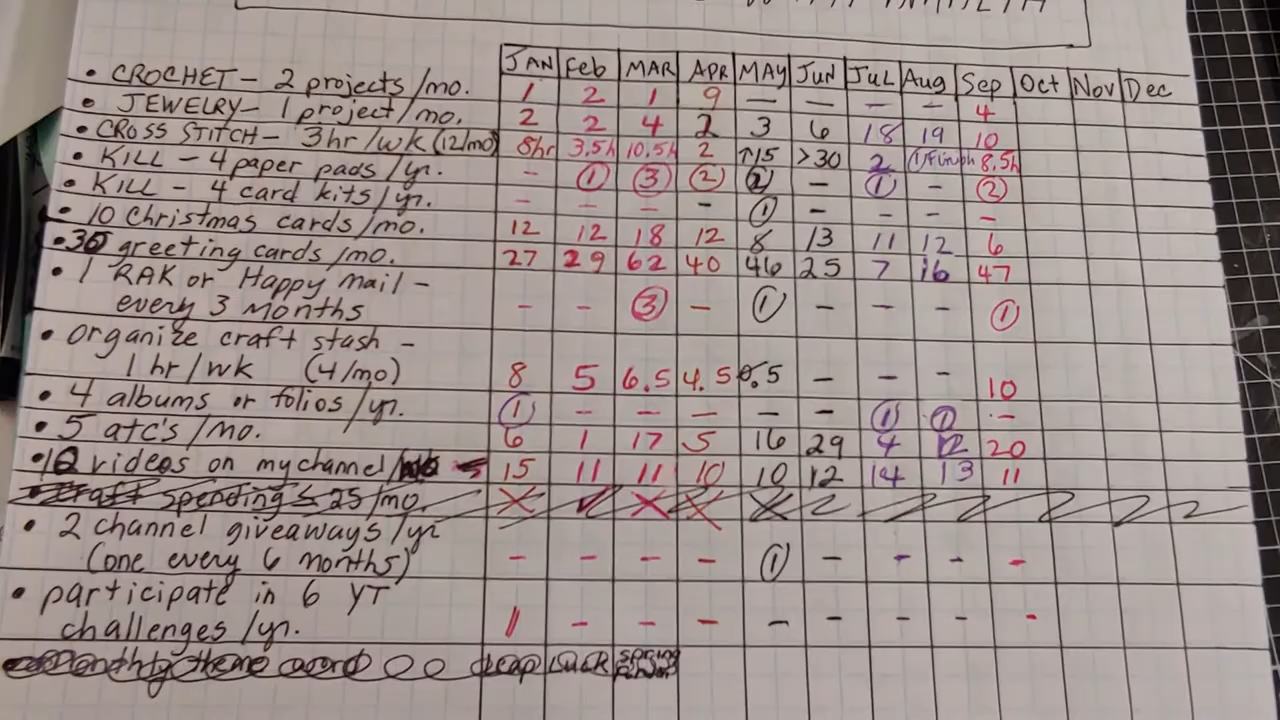 JAN Feb MAR APR MAY Jun Jul Aug Sep Oct Nov Dec
• CROCHET - 2 projects/mo. 1 2 1 9 — — — — 4
• JEWELRY - 1 project/mo. 2 2 4 2 3 6 18 19 10
• CROSS STITCH - 3hr/wk (12/mo) 8hr 3.5h 10.5h 2 ↑15 >30 2 ① Finish 8.5h
• KILL - 4 paper pads/yr. - ① ③ ② ② - ① - ②
• KILL - 4 card kits/yr. - - - - ① - - - -
• 10 Christmas cards/mo. 12 12 18 12 8 13 11 12 6
• 30 greeting cards/mo. 27 29 62 40 46 25 7 16 47
• 1 RAK or Happy Mail -
every 3 months - - ③ - ① - - - ①
• organize craft stash -
1 hr/wk (4/mo) 8 5 6.5 4.5 .5 - - - 10
• 4 albums or folios/yr. ① - - - - - ① ① -
• 5 atc's/mo. 6 1 17 5 16 29 4 12 20
• 10 videos on my channel/ 15 11 11 10 10 12 14 13 11
• craft spending ≤ 25/mo. X X X
• 2 channel giveaways/yr
(one every 6 months) - - - - ① - - - -
• participate in 6 YT
challenges/yr. 1 - - - - - - - -
Leap Luck